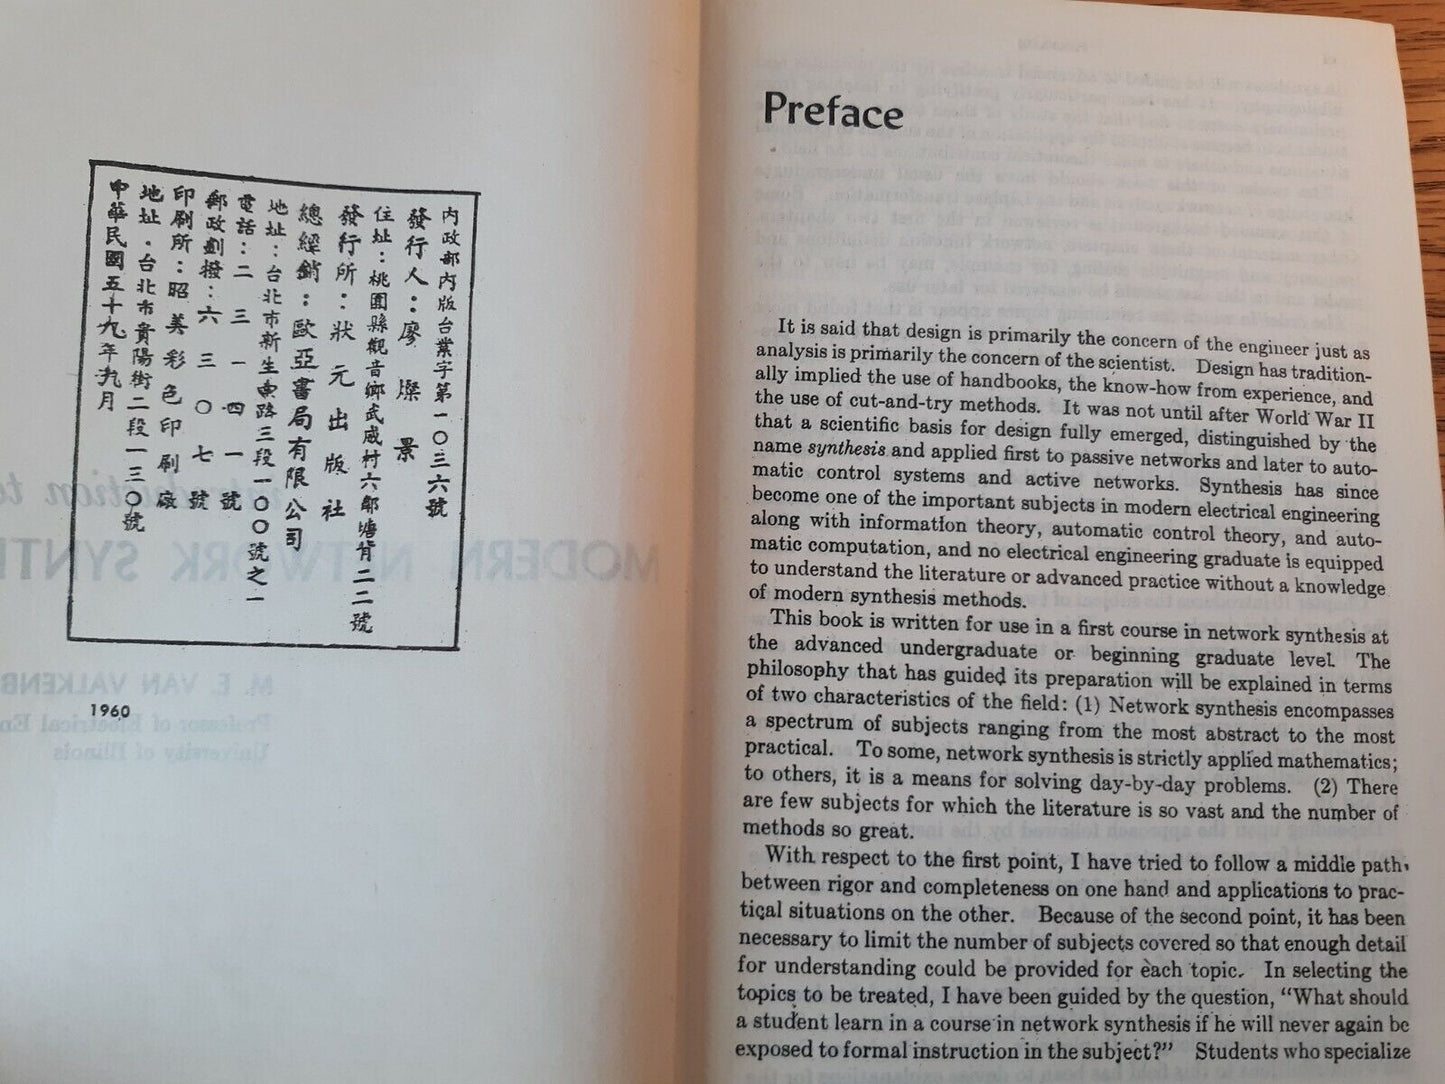 內政部內版台業字第一〇三六號
發行人：廖燦景
住址：桃園縣觀音鄉武威村六鄰塘背二二號
發行所：狀元出版社
總經銷：歐亞書局有限公司
地址：台北市新生南路三段一〇〇號之一
電話：二三一四一號
郵政劃撥：六三〇七號
印刷所：昭美彩色印刷廠
地址：台北市貴陽街二段一三〇號
中華民國五十九年九月
1960
Introduction to
MODERN NETWORK SYNTHE
M. E. VAN VALKENB
Professor of Electrical En
University of Illinois
Preface
It is said that design is primarily the concern of the engineer just as
analysis is primarily the concern of the scientist. Design has tradition-
ally implied the use of handbooks, the know-how from experience, and
the use of cut-and-try methods. It was not until after World War II
that a scientific basis for design fully emerged, distinguished by the
name synthesis and applied first to passive networks and later to auto-
matic control systems and active networks. Synthesis has since
become one of the important subjects in modern electrical engineering
along with information theory, automatic control theory, and auto-
matic computation, and no electrical engineering graduate is equipped
to understand the literature or advanced practice without a knowledge
of modern synthesis methods.
This book is written for use in a first course in network synthesis at
the advanced undergraduate or beginning graduate level. The
philosophy that has guided its preparation will be explained in terms
of two characteristics of the field: (1) Network synthesis encompasses
a spectrum of subjects ranging from the most abstract to the most
practical. To some, network synthesis is strictly applied mathematics;
to others, it is a means for solving day-by-day problems. (2) There
are few subjects for which the literature is so vast and the number of
methods so great.
With respect to the first point, I have tried to follow a middle path,
between rigor and completeness on one hand and applications to prac-
tical situations on the other. Because of the second point, it has been
necessary to limit the number of subjects covered so that enough detail
for understanding could be provided for each topic. In selecting the
topics to be treated, I have been guided by the question, "What should
a student learn in a course in network synthesis if he will never again be
exposed to formal instruction in the subject?" Students who specialize